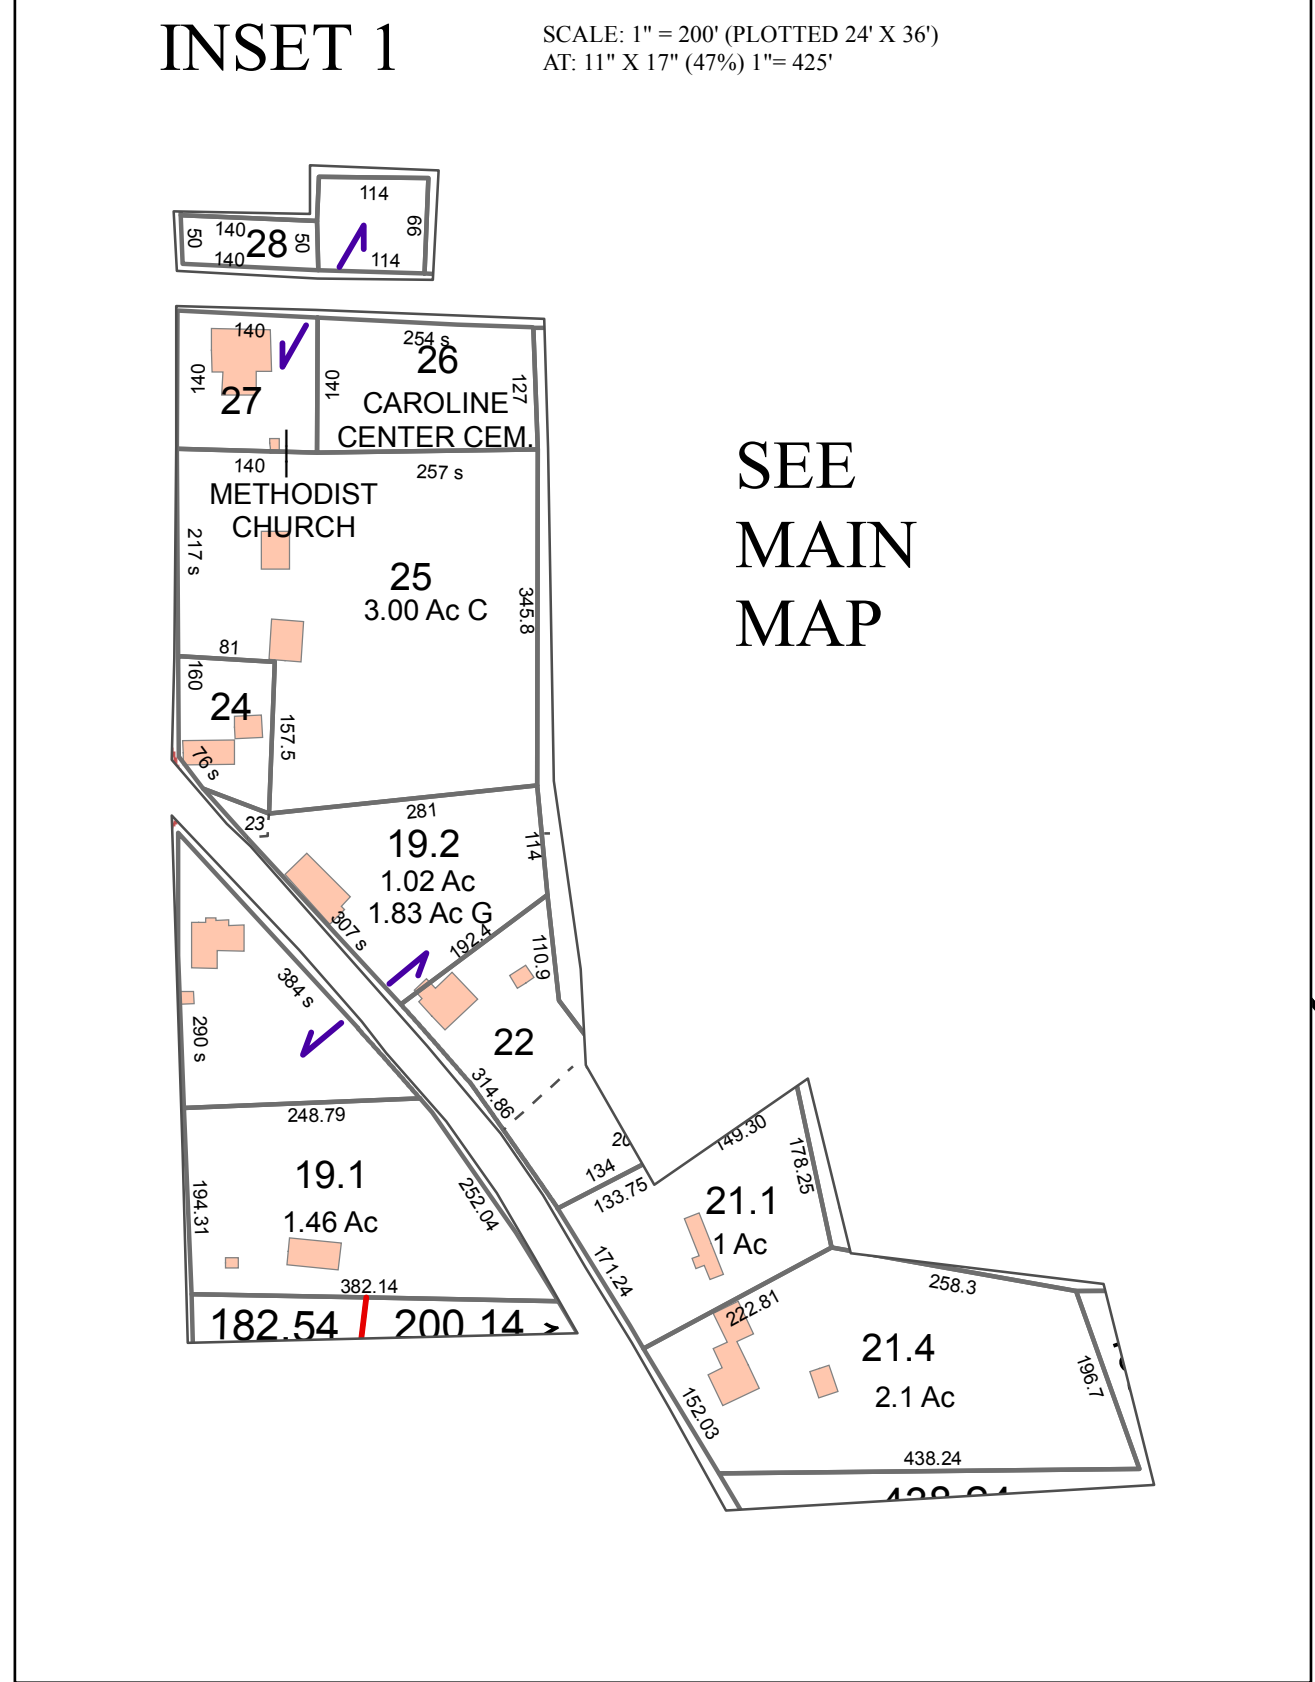 INSET 1
SCALE: 1" = 200' (PLOTTED 24' X 36')
AT: 11" X 17" (47%) 1"= 425'
114
66
114
50
140
28
50
140
140
140
27
140
254 s
26
127
CAROLINE
CENTER CEM.
140
257 s
METHODIST
CHURCH
SEE
MAIN
MAP
217 s
25
3.00 Ac C
345.8
81
160
24
157.5
76 s
23
281
19.2
114
1.02 Ac
1.83 Ac G
307 s
192.4
110.9
384 s
290 s
22
314.86
248.79
20
134
133.75
149.30
178.25
19.1
1.46 Ac
194.31
252.04
21.1
1 Ac
171.24
382.14
182.54
200.14
222.81
258.3
21.4
2.1 Ac
196.7
152.03
438.24
438.24